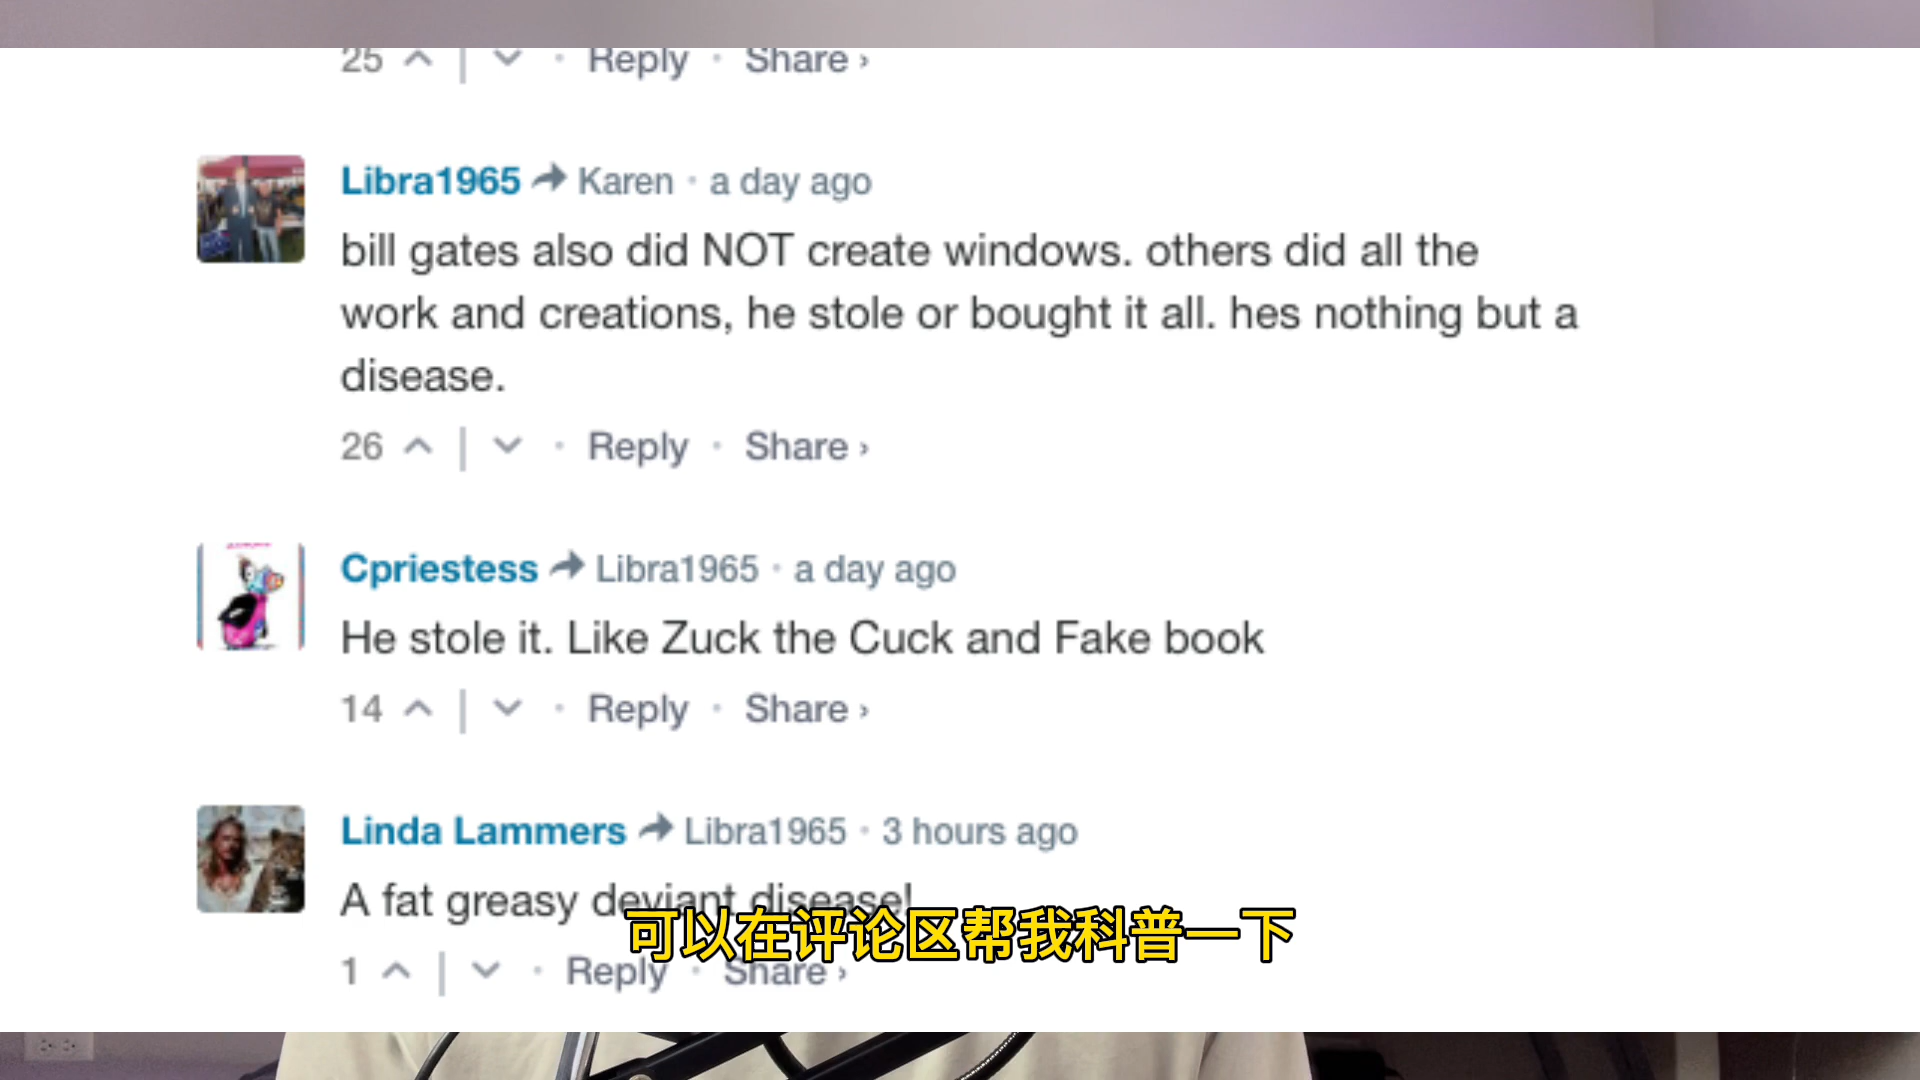 25 | · Reply · Share ›
Libra1965 Karen · a day ago
bill gates also did NOT create windows. others did all the
work and creations, he stole or bought it all. hes nothing but a
disease.
26 | · Reply · Share ›
Cpriestess Libra1965 · a day ago
He stole it. Like Zuck the Cuck and Fake book
14 | · Reply · Share ›
Linda Lammers Libra1965 · 3 hours ago
A fat greasy deviant disease!
可以在评论区帮我科普一下
1 | · Reply · Share ›